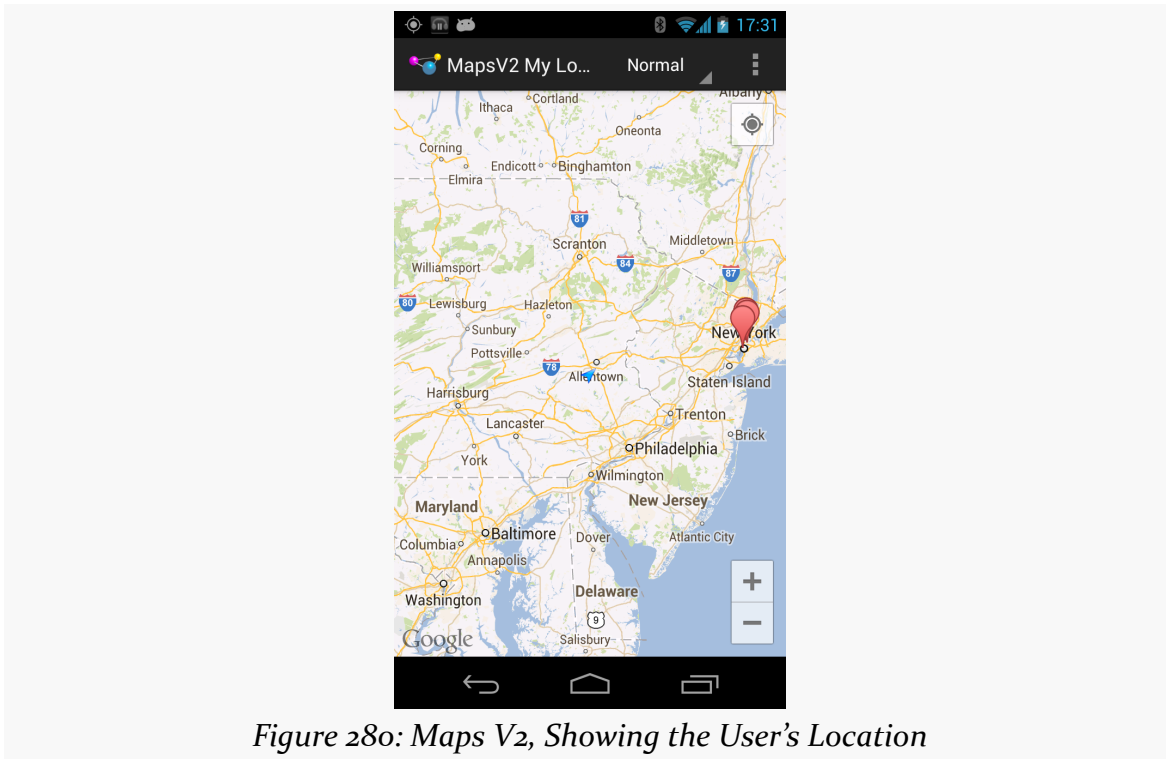 17:31
MapsV2 My Lo... Normal
Albany
Cortland
Ithaca
Oneonta
Corning
Endicott Binghamton
Elmira
81
Scranton
Middletown
84
Williamsport
87
80
Lewisburg
Hazleton
Sunbury
New York
Pottsville
78
Allentown
Staten Island
Harrisburg
Trenton
Lancaster
Brick
Philadelphia
York
Wilmington
New Jersey
Maryland
Baltimore
Dover
Atlantic City
Columbia
Annapolis
Washington
Delaware
9
Google
Salisbury
Figure 280: Maps V2, Showing the User's Location